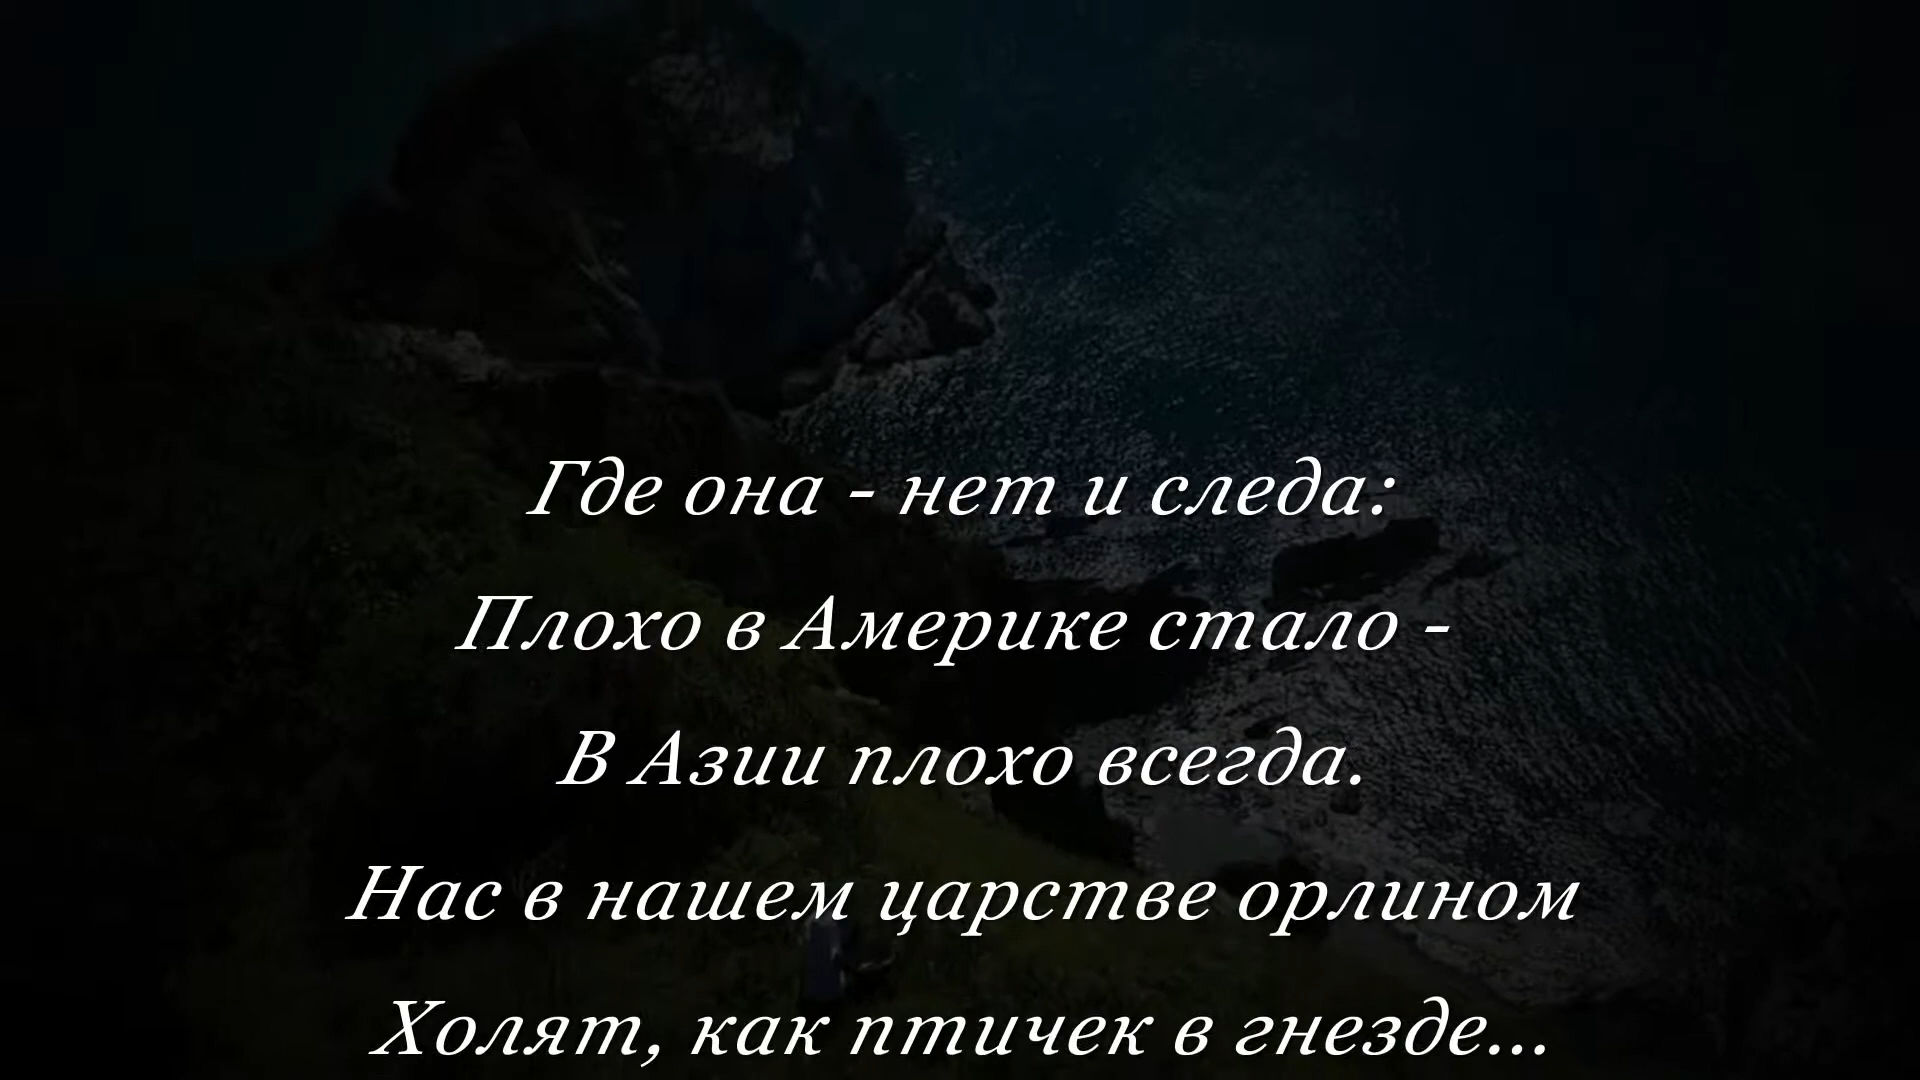 Где она - нет и следа:
Плохо в Америке стало -
В Азии плохо всегда.
Нас в нашем царстве орлином
Холят, как птичек в гнезде...